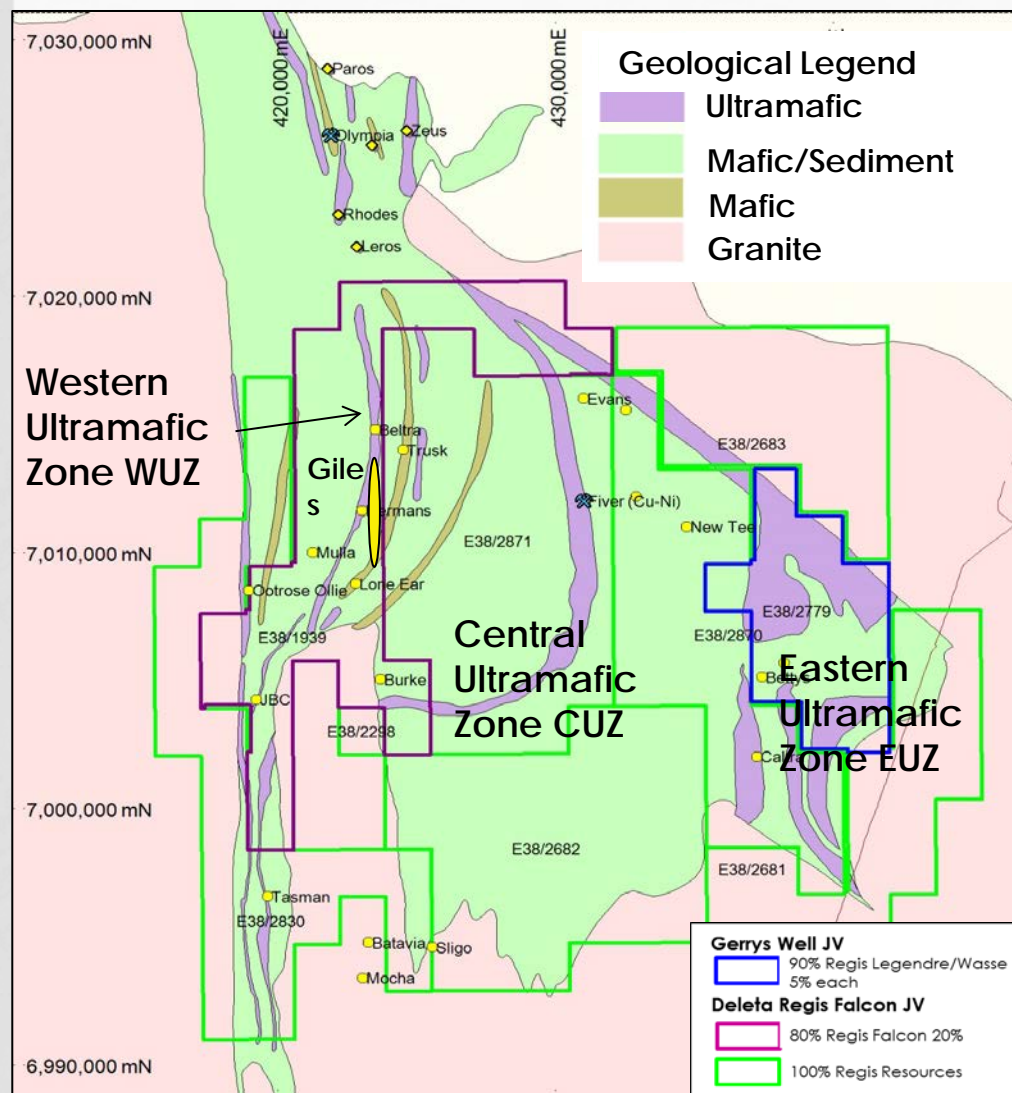 7,030,000 mN
420,000 mE
430,000 mE
Geological Legend
Ultramafic
Mafic/Sediment
Mafic
Granite
Paros
Olympia
Zeus
Rhodes
Leros
7,020,000 mN
Western
Ultramafic
Zone WUZ
Evans
Beltra
Trusk
E38/2683
Gile
s
Fiver (Cu-Ni)
New Tee
7,010,000 mN
Mulla
E38/2871
Ootrose Ollie
Lone Ear
E38/2779
E38/1939
E38/2870
Central
Ultramafic
Zone CUZ
Burke
Bettys
Eastern
Ultramafic
Zone EUZ
JBC
E38/2298
7,000,000 mN
E38/2682
E38/2681
Tasman
E38/2830
Batavia
Sligo
Mocha
6,990,000 mN
Gerrys Well JV
90% Regis Legendre/Wasse
5% each
Deleta Regis Falcon JV
80% Regis Falcon 20%
100% Regis Resources